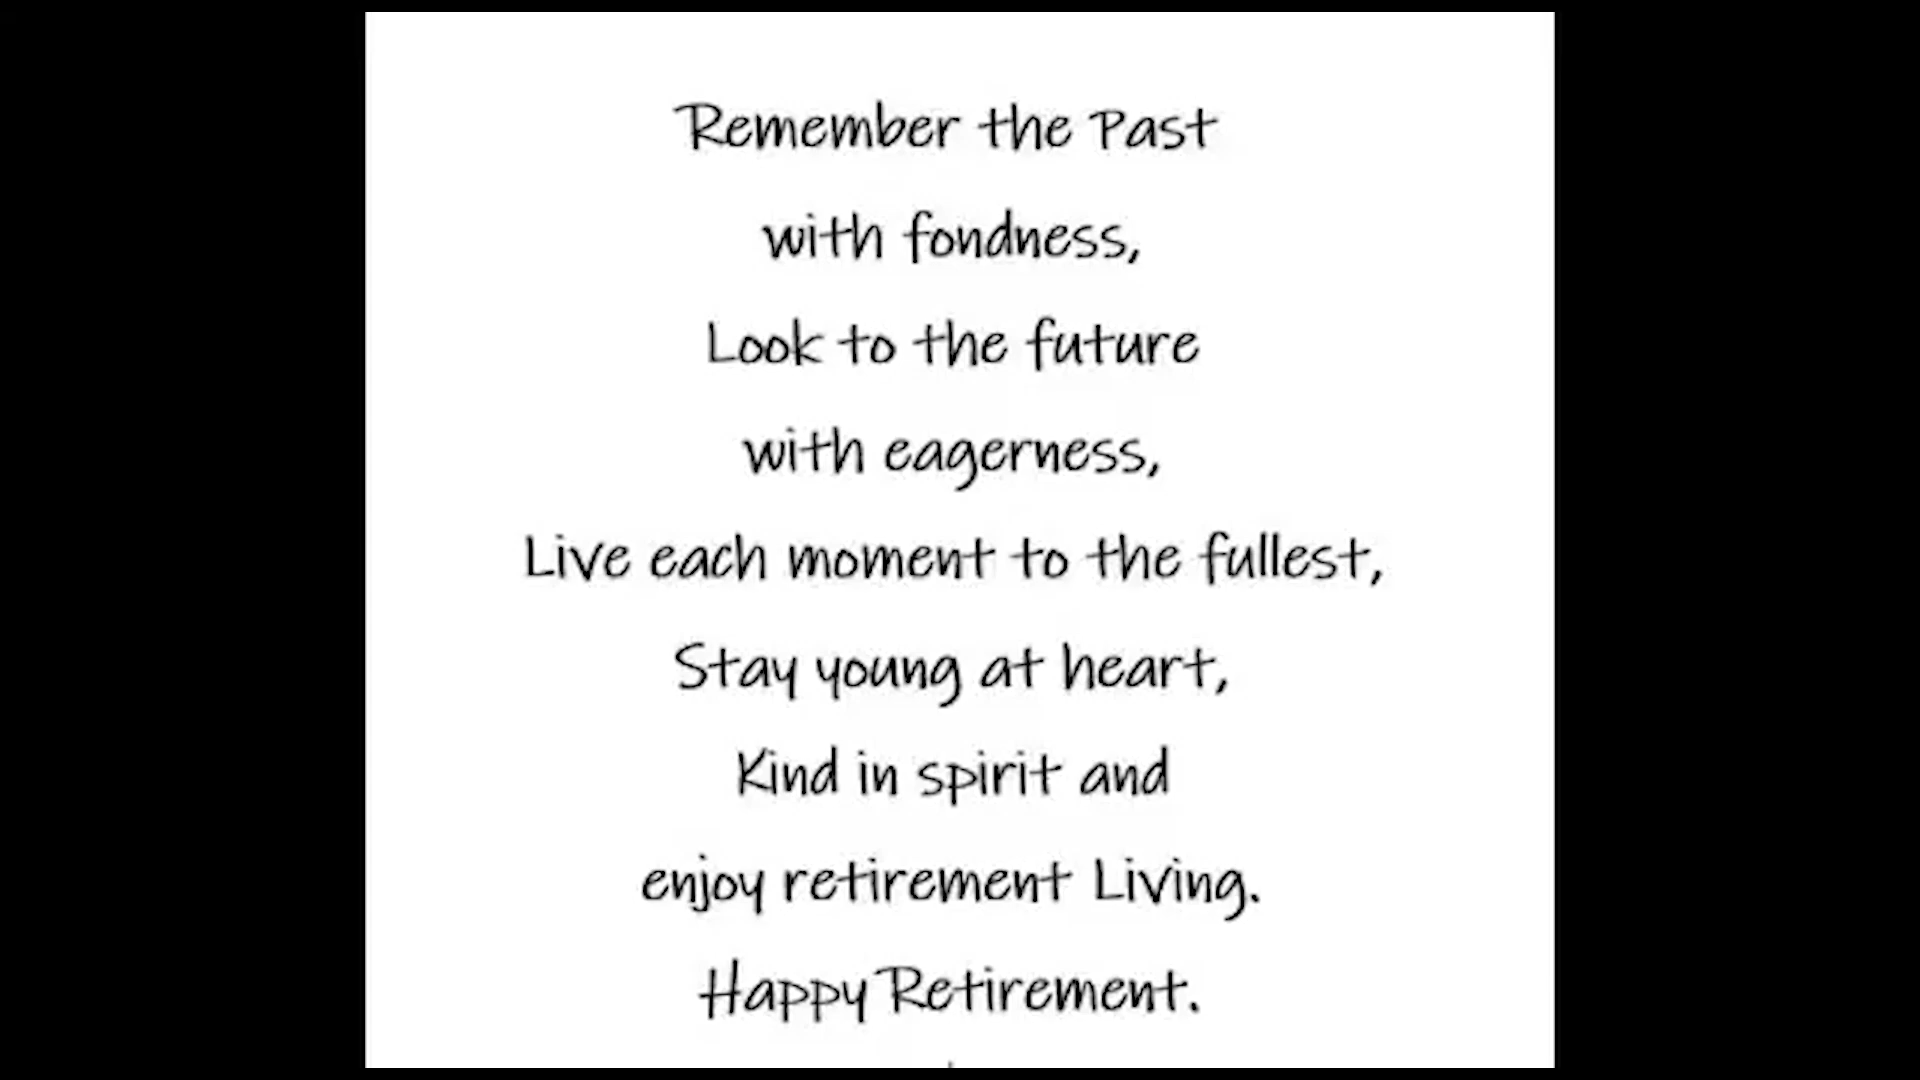 Remember the Past
with fondness,
Look to the future
with eagerness,
Live each moment to the fullest,
Stay young at heart,
Kind in spirit and
enjoy retirement Living.
Happy Retirement.